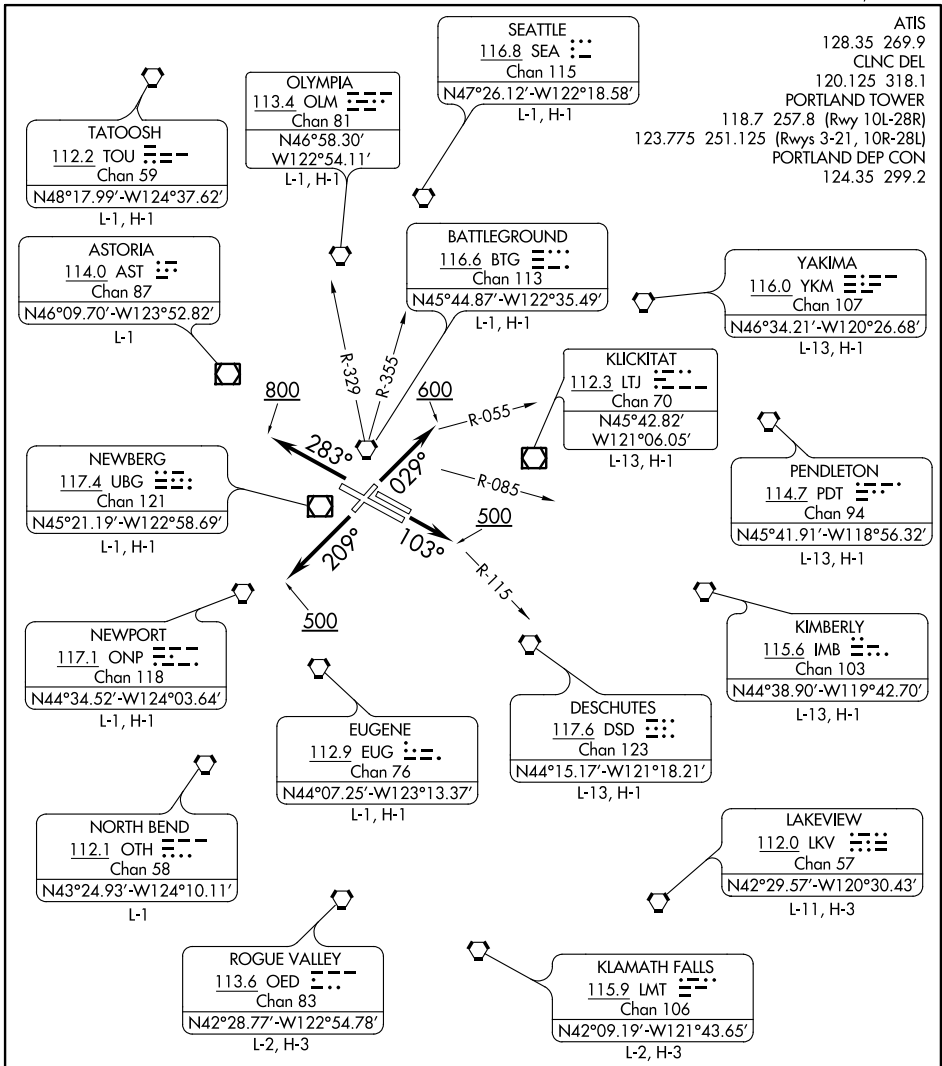 ATIS
128.35 269.9
CLNC DEL
120.125 318.1
PORTLAND TOWER
118.7 257.8 (Rwy 10L-28R)
123.775 251.125 (Rwys 3-21, 10R-28L)
PORTLAND DEP CON
124.35 299.2
SEATTLE
116.8 SEA
Chan 115
N47°26.12'-W122°18.58'
L-1, H-1
OLYMPIA
113.4 OLM
Chan 81
N46°58.30'
W122°54.11'
L-1, H-1
TATOOSH
112.2 TOU
Chan 59
N48°17.99'-W124°37.62'
L-1, H-1
ASTORIA
114.0 AST
Chan 87
N46°09.70'-W123°52.82'
L-1
BATTLEGROUND
116.6 BTG
Chan 113
N45°44.87'-W122°35.49'
L-1, H-1
YAKIMA
116.0 YKM
Chan 107
N46°34.21'-W120°26.68'
L-13, H-1
KLICKITAT
112.3 LTJ
Chan 70
N45°42.82'
W121°06.05'
L-13, H-1
R-329
R-355
800
600
R-055
283°
029°
R-085
NEWBERG
117.4 UBG
Chan 121
N45°21.19'-W122°58.69'
L-1, H-1
PENDLETON
114.7 PDT
Chan 94
N45°41.91'-W118°56.32'
L-13, H-1
209°
103°
500
R-115
500
NEWPORT
117.1 ONP
Chan 118
N44°34.52'-W124°03.64'
L-1, H-1
KIMBERLY
115.6 IMB
Chan 103
N44°38.90'-W119°42.70'
L-13, H-1
EUGENE
112.9 EUG
Chan 76
N44°07.25'-W123°13.37'
L-1, H-1
DESCHUTES
117.6 DSD
Chan 123
N44°15.17'-W121°18.21'
L-13, H-1
NORTH BEND
112.1 OTH
Chan 58
N43°24.93'-W124°10.11'
L-1
LAKEVIEW
112.0 LKV
Chan 57
N42°29.57'-W120°30.43'
L-11, H-3
ROGUE VALLEY
113.6 OED
Chan 83
N42°28.77'-W122°54.78'
L-2, H-3
KLAMATH FALLS
115.9 LMT
Chan 106
N42°09.19'-W121°43.65'
L-2, H-3